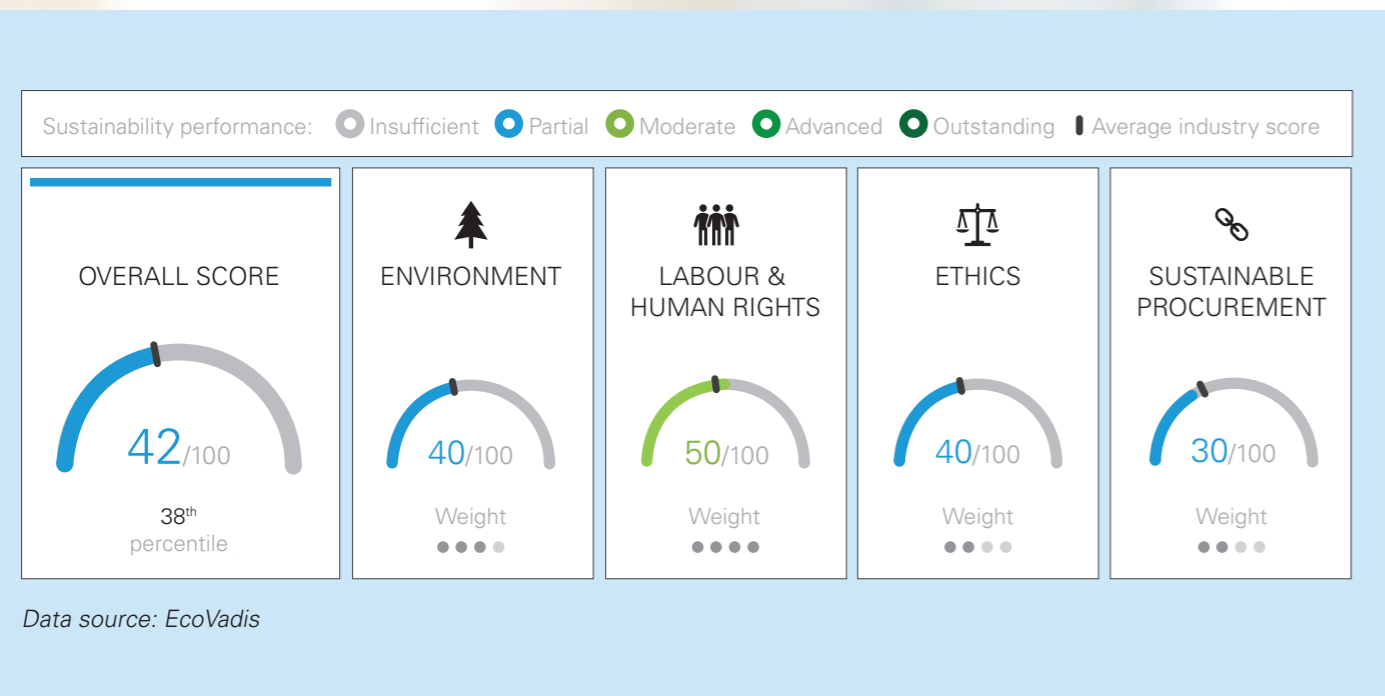 Sustainability performance: Insufficient Partial Moderate Advanced Outstanding Average industry score
OVERALL SCORE
42/100
38th
percentile
ENVIRONMENT
40/100
Weight
LABOUR &
HUMAN RIGHTS
50/100
Weight
ETHICS
40/100
Weight
SUSTAINABLE
PROCUREMENT
30/100
Weight
Data source: EcoVadis